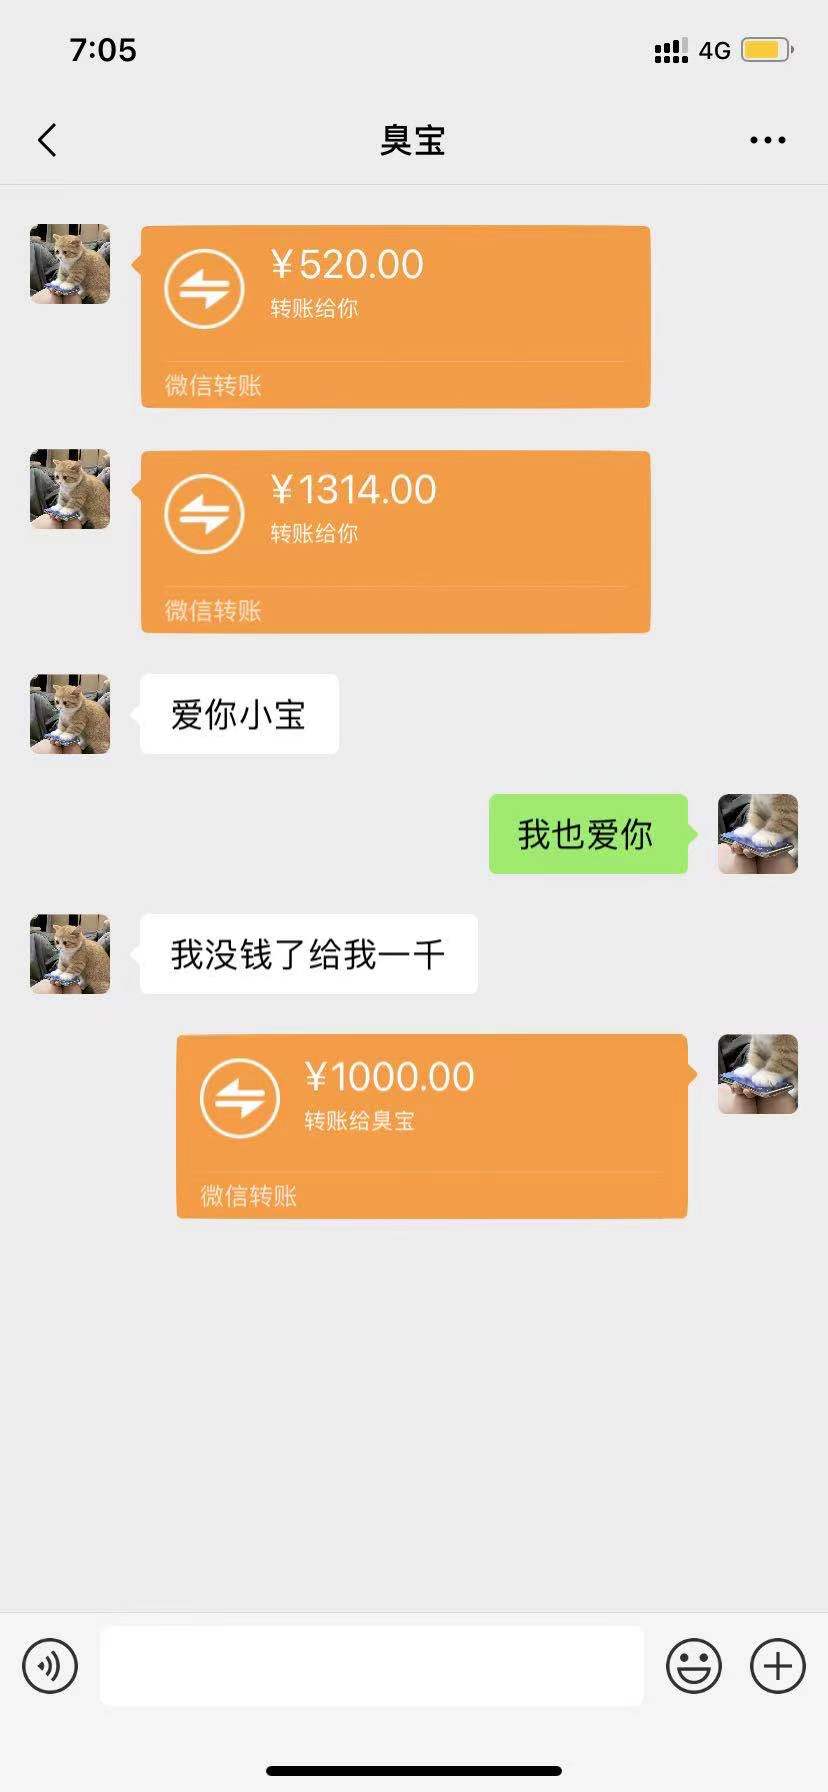 7:05
4G
臭宝
¥520.00
转账给你
微信转账
¥1314.00
转账给你
微信转账
爱你小宝
我也爱你
我没钱了给我一千
¥1000.00
转账给臭宝
微信转账